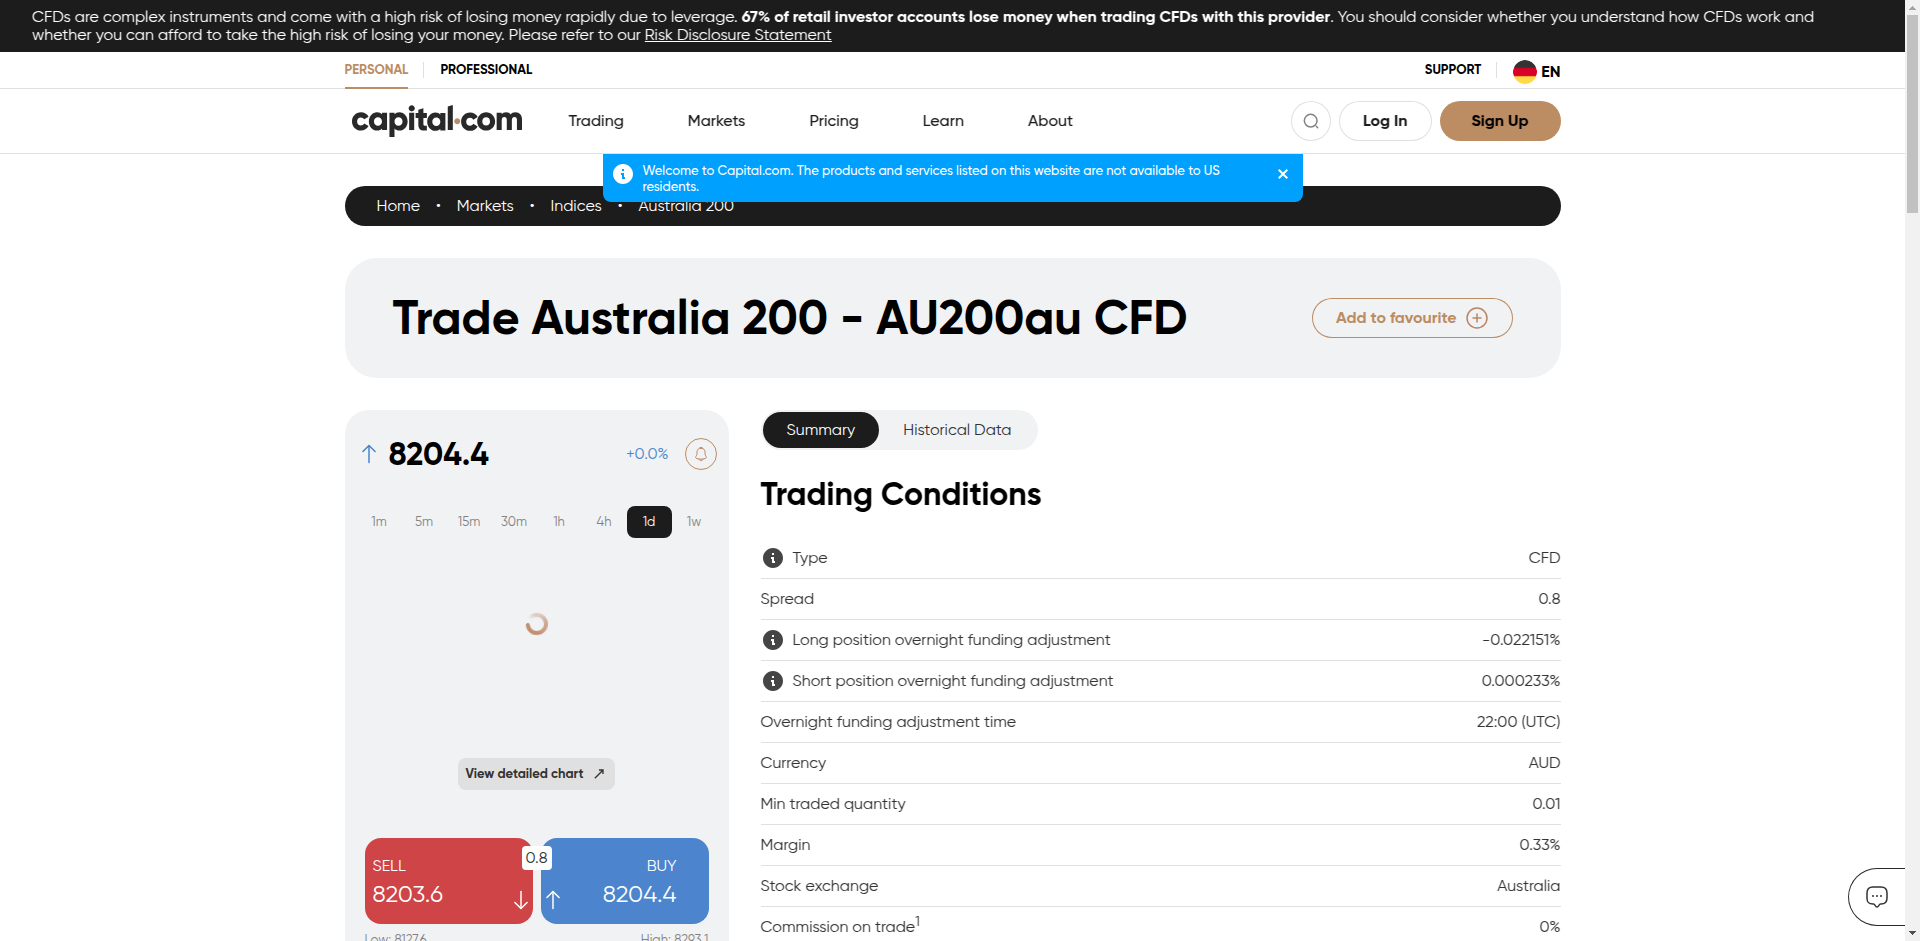 CFDs are complex instruments and come with a high risk of losing money rapidly due to leverage. 67% of retail investor accounts lose money when trading CFDs with this provider. You should consider whether you understand how CFDs work and
whether you can afford to take the high risk of losing your money. Please refer to our Risk Disclosure Statement
PERSONAL PROFESSIONAL SUPPORT EN
capital.com Trading Markets Pricing Learn About Log In Sign Up
Welcome to Capital.com. The products and services listed on this website are not available to US
residents.
Home • Markets • Indices • Australia 200
Trade Australia 200 - AU200au CFD
Add to favourite
8204.4 +0.0%
1m 5m 15m 30m 1h 4h 1d 1w
View detailed chart
SELL 0.8 BUY
8203.6 8204.4
Low: 8127.6 High: 8293.1
Summary Historical Data
Trading Conditions
Type CFD
Spread 0.8
Long position overnight funding adjustment -0.022151%
Short position overnight funding adjustment 0.000233%
Overnight funding adjustment time 22:00 (UTC)
Currency AUD
Min traded quantity 0.01
Margin 0.33%
Stock exchange Australia
Commission on trade1 0%